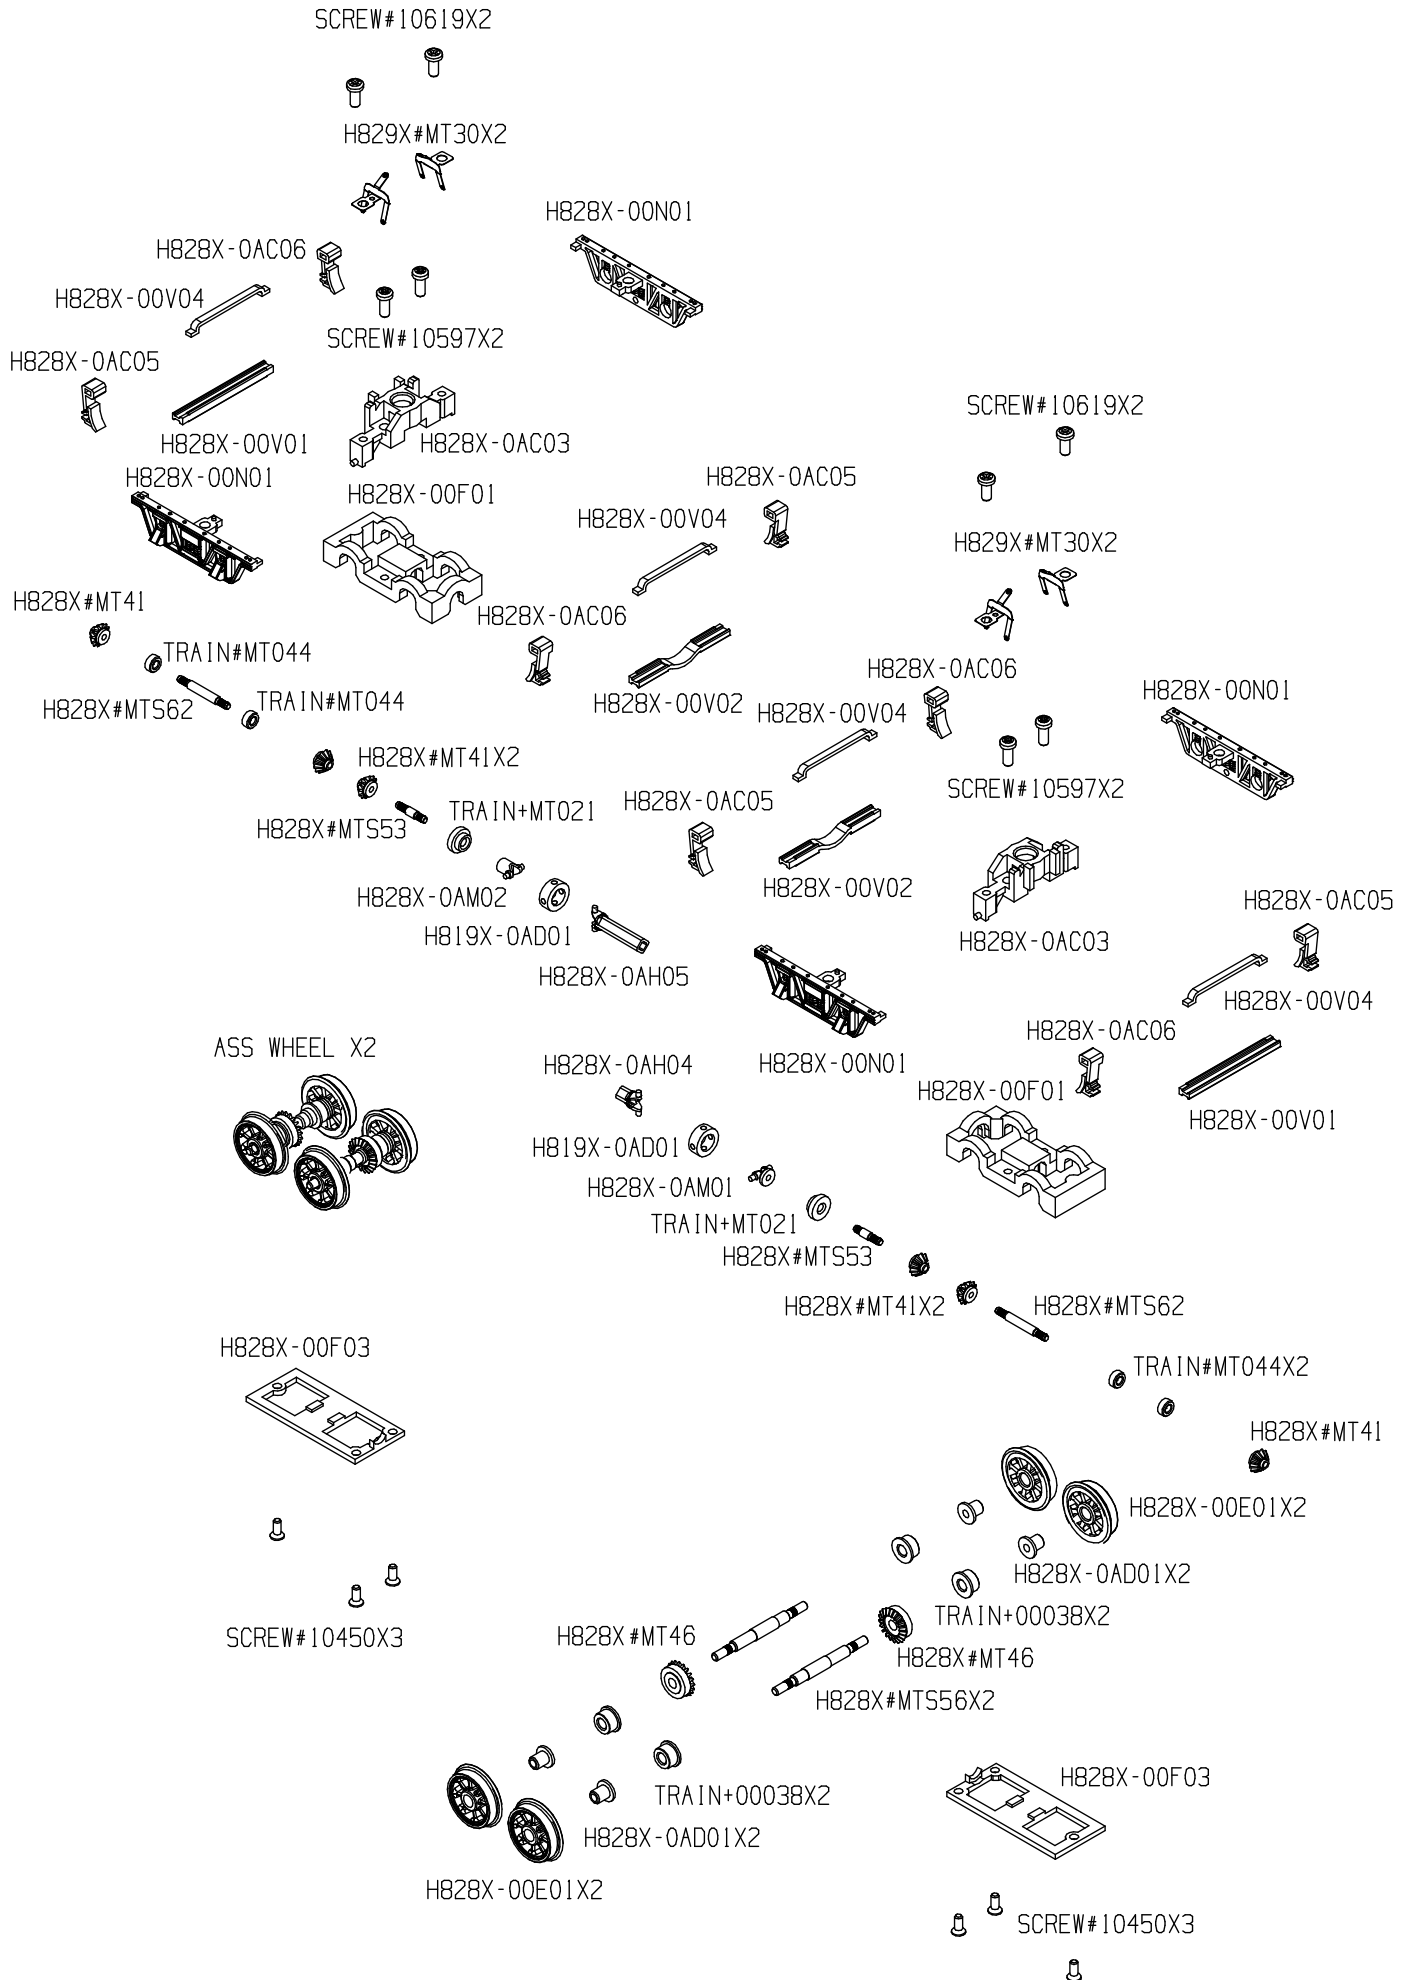 SCREW#10619X2
H829X#MT30X2
H828X-00N01
H828X-0AC06
H828X-00V04
SCREW#10597X2
H828X-0AC05
SCREW#10619X2
H828X-00V01
H828X-0AC03
H828X-00N01
H828X-00F01
H828X-0AC05
H828X-00V04
H829X#MT30X2
H828X#MT41
H828X-0AC06
TRAIN#MT044
H828X-0AC06
H828X-00N01
H828X#MTS62
TRAIN#MT044
H828X-00V02
H828X-00V04
H828X#MT41X2
SCREW#10597X2
H828X-0AC05
TRAIN+MT021
H828X#MTS53
H828X-00V02
H828X-0AM02
H828X-0AC05
H819X-0AD01
H828X-0AC03
H828X-0AH05
H828X-00V04
H828X-0AC06
ASS WHEEL X2
H828X-0AH04
H828X-00N01
H828X-00F01
H828X-00V01
H819X-0AD01
H828X-0AM01
TRAIN+MT021
H828X#MTS53
H828X#MT41X2
H828X#MTS62
H828X-00F03
TRAIN#MT044X2
H828X#MT41
H828X-00E01X2
H828X-0AD01X2
TRAIN+00038X2
SCREW#10450X3
H828X#MT46
H828X#MT46
H828X#MTS56X2
H828X-00F03
TRAIN+00038X2
H828X-0AD01X2
H828X-00E01X2
SCREW#10450X3